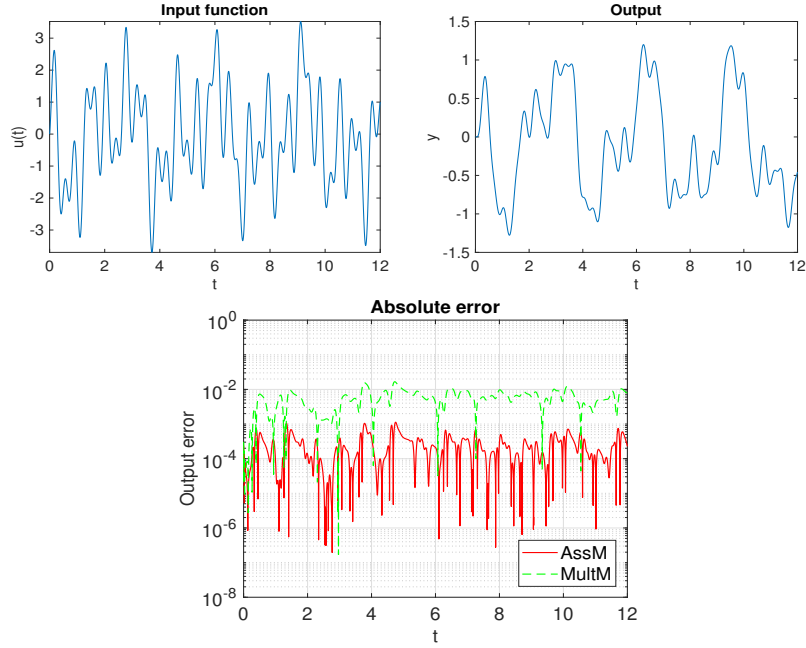 Input function
3
2
1
0
-1
-2
-3
u(t)
0 2 4 6 8 10 12
t
Output
1.5
1
0.5
0
-0.5
-1
-1.5
y
0 2 4 6 8 10 12
t
Absolute error
10^0
10^-2
10^-4
10^-6
10^-8
Output error
AssM
MultM
0 2 4 6 8 10 12
t